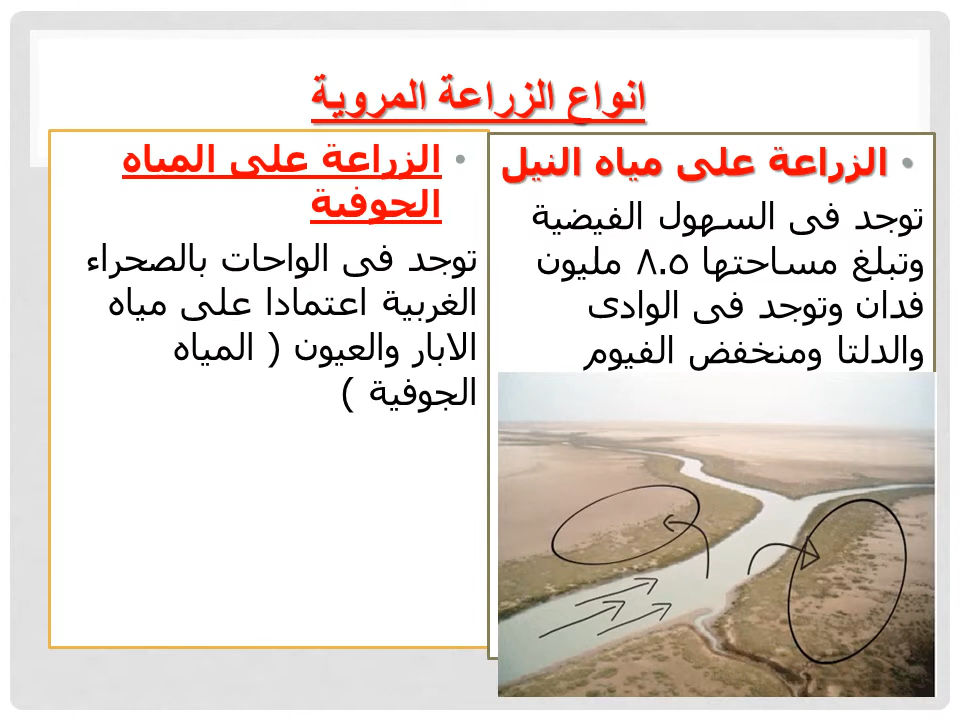 انواع الزراعة المروية
• الزراعة على مياه النيل
توجد فى السهول الفيضية
وتبلغ مساحتها ٨.٥ مليون
فدان وتوجد فى الوادى
والدلتا ومنخفض الفيوم
• الزراعة على المياه
الجوفية
توجد فى الواحات بالصحراء
الغربية اعتمادا على مياه
الابار والعيون ( المياه
الجوفية )